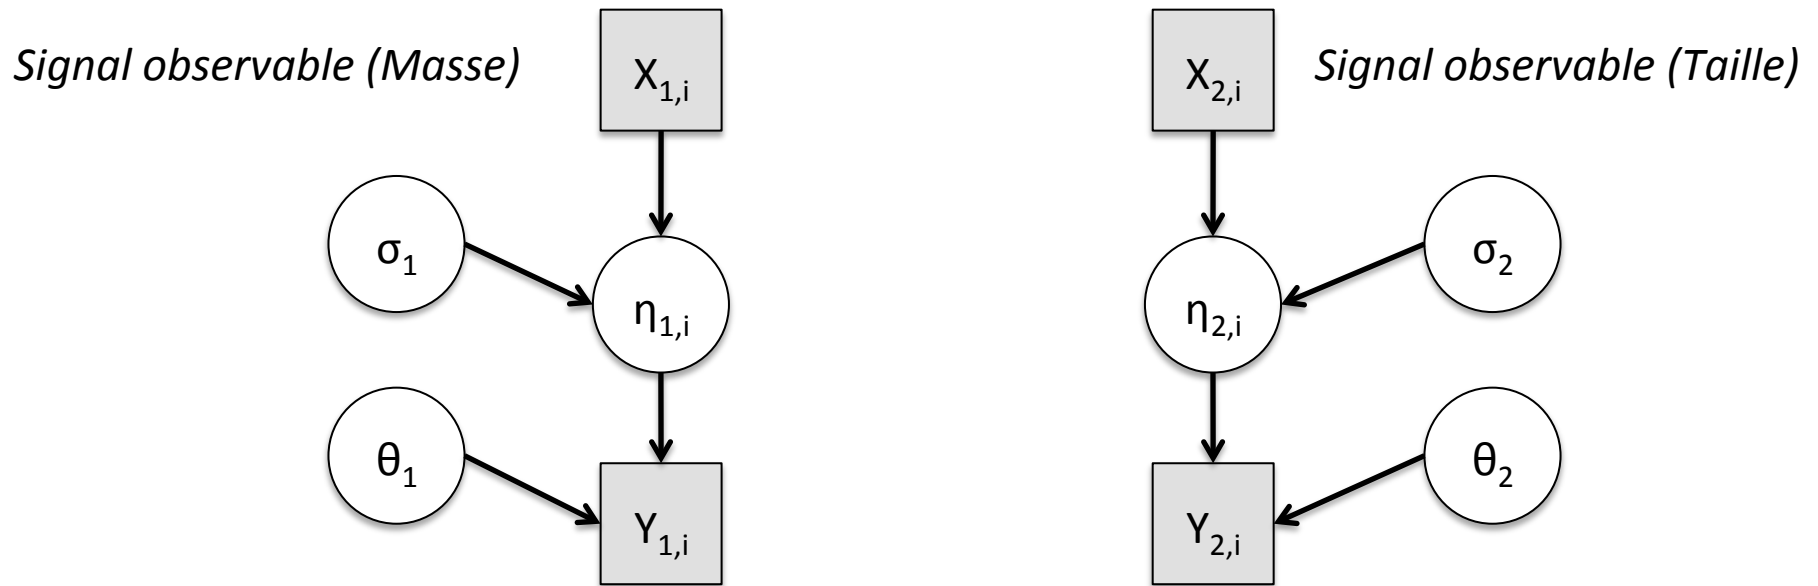 Signal observable (Masse)
X1,i
X2,i
Signal observable (Taille)
σ1
η1,i
η2,i
σ2
θ1
Y1,i
Y2,i
θ2